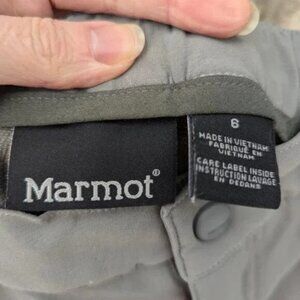 Marmot®
6
MADE IN VIETNAM
FABRIQUÉ EN
VIETNAM
CARE LABEL INSIDE
INSTRUCTION LAVAGE
EN DEDANS